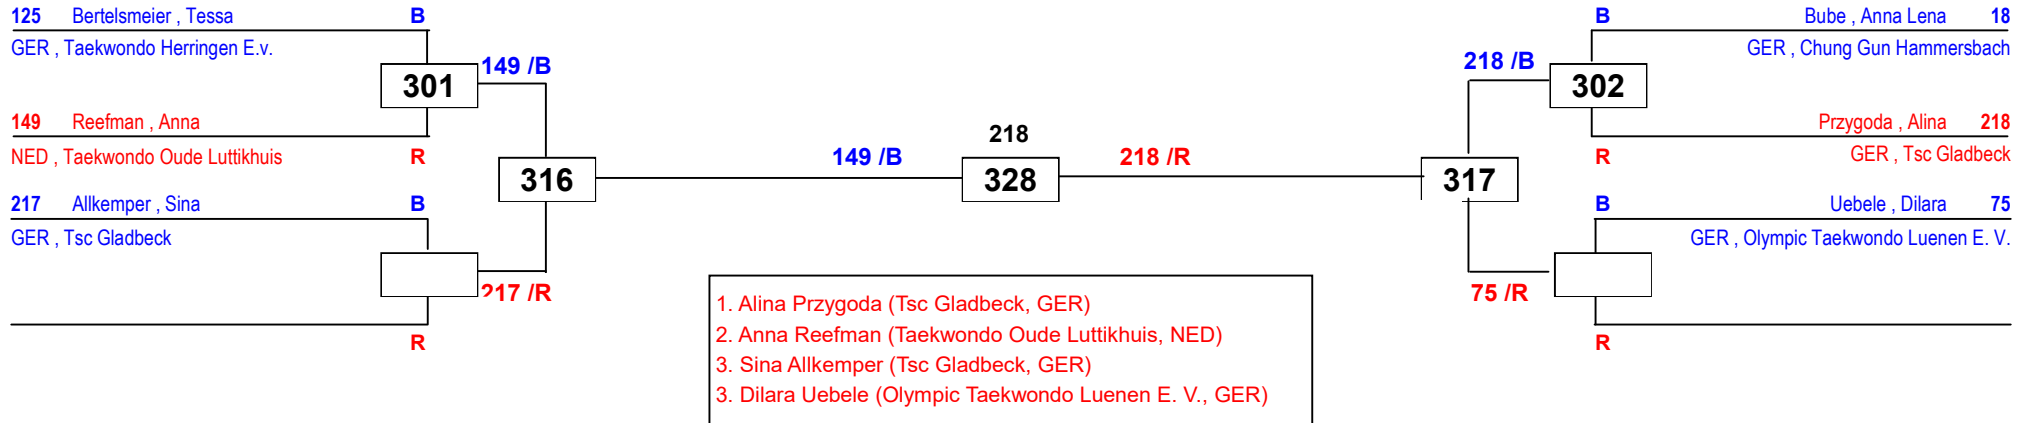 125 Bertelsmeier , Tessa B
GER , Taekwondo Herringen E.v.
301
149 /B
149 Reefman , Anna
NED , Taekwondo Oude Luttikhuis R
316
217 Allkemper , Sina B
GER , Tsc Gladbeck
217 /R
R
149 /B
218
328
218 /R
1. Alina Przygoda (Tsc Gladbeck, GER)
2. Anna Reefman (Taekwondo Oude Luttikhuis, NED)
3. Sina Allkemper (Tsc Gladbeck, GER)
3. Dilara Uebele (Olympic Taekwondo Luenen E. V., GER)
B Bube , Anna Lena 18
GER , Chung Gun Hammersbach
218 /B
302
Przygoda , Alina 218
R GER , Tsc Gladbeck
317
B Uebele , Dilara 75
GER , Olympic Taekwondo Luenen E. V.
75 /R
R